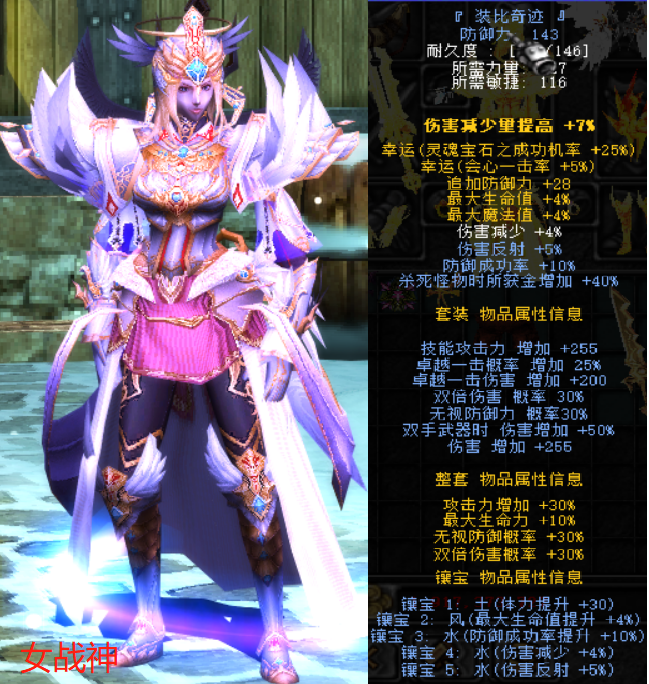 『 装比奇迹 』
防御力 143
耐久度 : [ /146]
所需力量: 7
所需敏捷: 116
伤害减少量提高 +7%
幸运(灵魂宝石之成功机率 +25%)
幸运(会心一击率 +5%)
追加防御力 +28
最大生命值 +4%
最大魔法值 +4%
伤害减少 +4%
伤害反射 +5%
防御成功率 +10%
杀死怪物时所获金增加 +40%
套装 物品属性信息
技能攻击力 增加 +255
卓越一击概率 增加 25%
卓越一击伤害 增加 +200
双倍伤害 概率 30%
无视防御力 概率30%
双手武器时 伤害增加 +50%
伤害 增加 +255
整套 物品属性信息
攻击力增加 +30%
最大生命力 +10%
无视防御概率 +30%
双倍伤害概率 +30%
镶宝 物品属性信息
镶宝 1: 土(体力提升 +30)
镶宝 2: 风(最大生命值提升 +4%)
镶宝 3: 水(防御成功率提升 +10%)
镶宝 4: 水(伤害减少 +4%)
镶宝 5: 水(伤害反射 +5%)
女战神